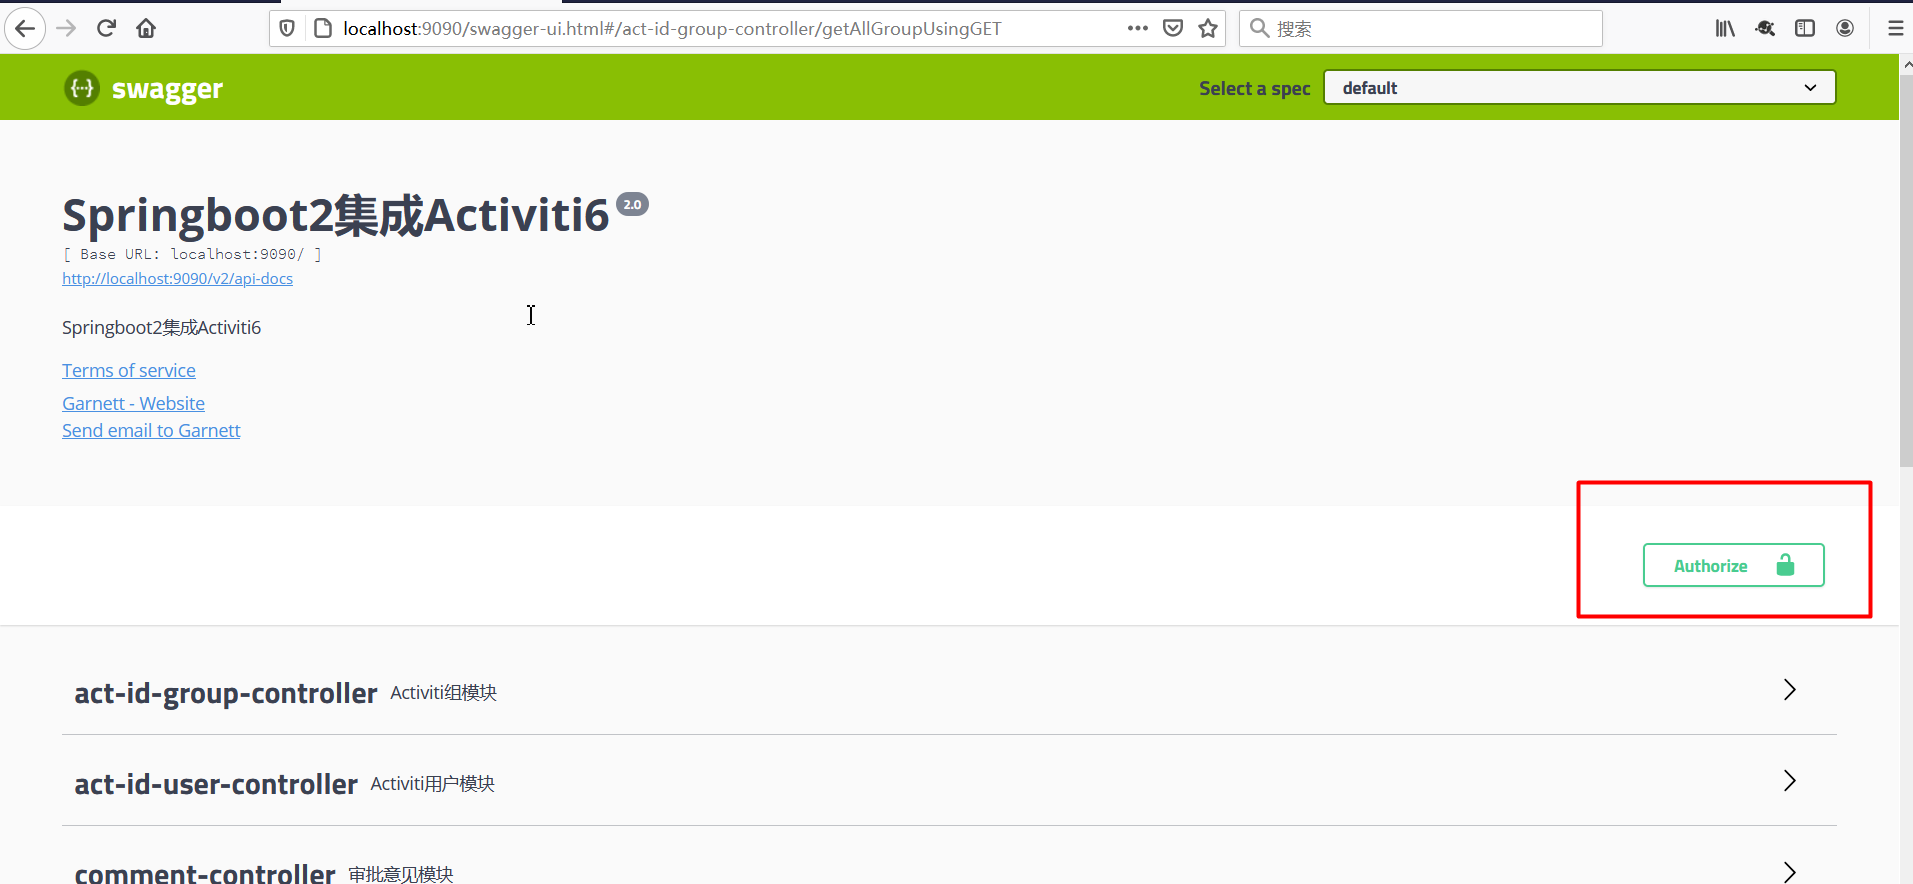 localhost:9090/swagger-ui.html#/act-id-group-controller/getAllGroupUsingGET
搜索
{···} swagger
Select a spec
default
Springboot2集成Activiti6 2.0
[ Base URL: localhost:9090/ ]
http://localhost:9090/v2/api-docs
Springboot2集成Activiti6
Terms of service
Garnett - Website
Send email to Garnett
Authorize
act-id-group-controller Activiti组模块
act-id-user-controller Activiti用户模块
comment-controller 审批意见模块